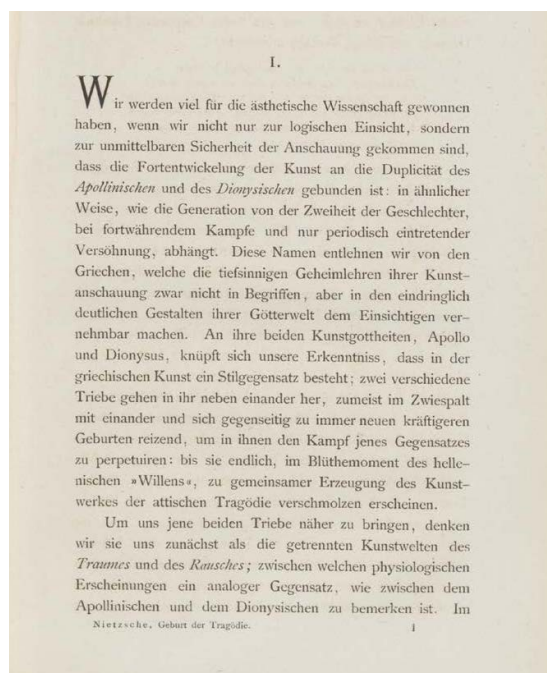 I.
Wir werden viel für die ästhetische Wissenschaft gewonnen
haben, wenn wir nicht nur zur logischen Einsicht, sondern
zur unmittelbaren Sicherheit der Anschauung gekommen sind,
dass die Fortentwickelung der Kunst an die Duplicität des
Apollinischen und des Dionysischen gebunden ist: in ähnlicher
Weise, wie die Generation von der Zweiheit der Geschlechter,
bei fortwährendem Kampfe und nur periodisch eintretender
Versöhnung, abhängt. Diese Namen entlehnen wir von den
Griechen, welche die tiefsinnigen Geheimlehren ihrer Kunst-
anschauung zwar nicht in Begriffen, aber in den eindringlich
deutlichen Gestalten ihrer Götterwelt dem Einsichtigen ver-
nehmbar machen. An ihre beiden Kunstgottheiten, Apollo
und Dionysus, knüpft sich unsere Erkenntniss, dass in der
griechischen Kunst ein Stilgegensatz besteht; zwei verschiedene
Triebe gehen in ihr neben einander her, zumeist im Zwiespalt
mit einander und sich gegenseitig zu immer neuen kräftigeren
Geburten reizend, um in ihnen den Kampf jenes Gegensatzes
zu perpetuiren: bis sie endlich, im Blüthemoment des helle-
nischen »Willens«, zu gemeinsamer Erzeugung des Kunst-
werkes der attischen Tragödie verschmolzen erscheinen.
Um uns jene beiden Triebe näher zu bringen, denken
wir sie uns zunächst als die getrennten Kunstwelten des
Traumes und des Rausches; zwischen welchen physiologischen
Erscheinungen ein analoger Gegensatz, wie zwischen dem
Apollinischen und dem Dionysischen zu bemerken ist. Im
Nietzsche, Geburt der Tragödie. 1